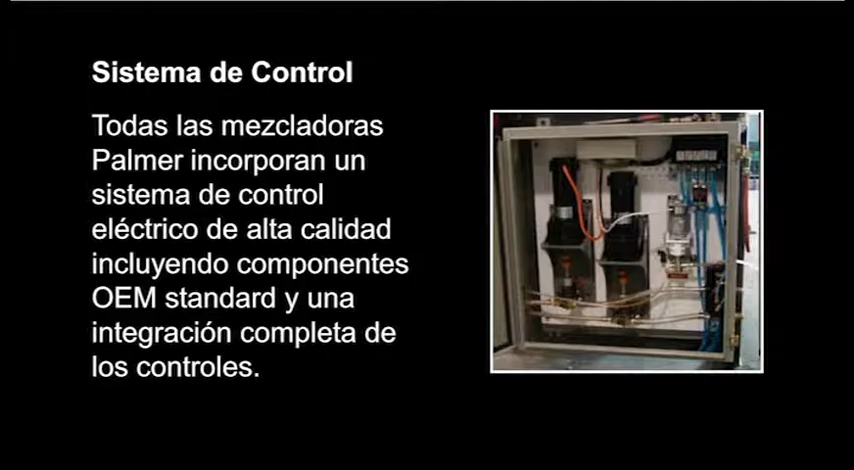 Sistema de Control
Todas las mezcladoras
Palmer incorporan un
sistema de control
eléctrico de alta calidad
incluyendo componentes
OEM standard y una
integración completa de
los controles.